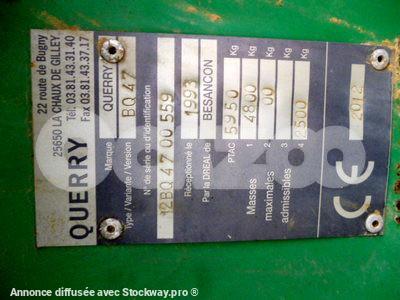 QUERRY
22 route de Bugny
25650 LA CHAUX DE GILLEY
Tél. 03.81.43.31.40
Fax 03.81.43.37.17
Marque QUERRY
Type / Variante / Version BQ 47
N° de série ou d'identification
12BQ 47 00 559
Réceptionné le 1993
Par la DREAL de BESANCON
PTAC 5950 Kg
Masses 1 4800 Kg
maximales 2 00 Kg
admissibles 3 Kg
4 2500 Kg
CE 2012
Annonce diffusée avec Stockway.pro ®